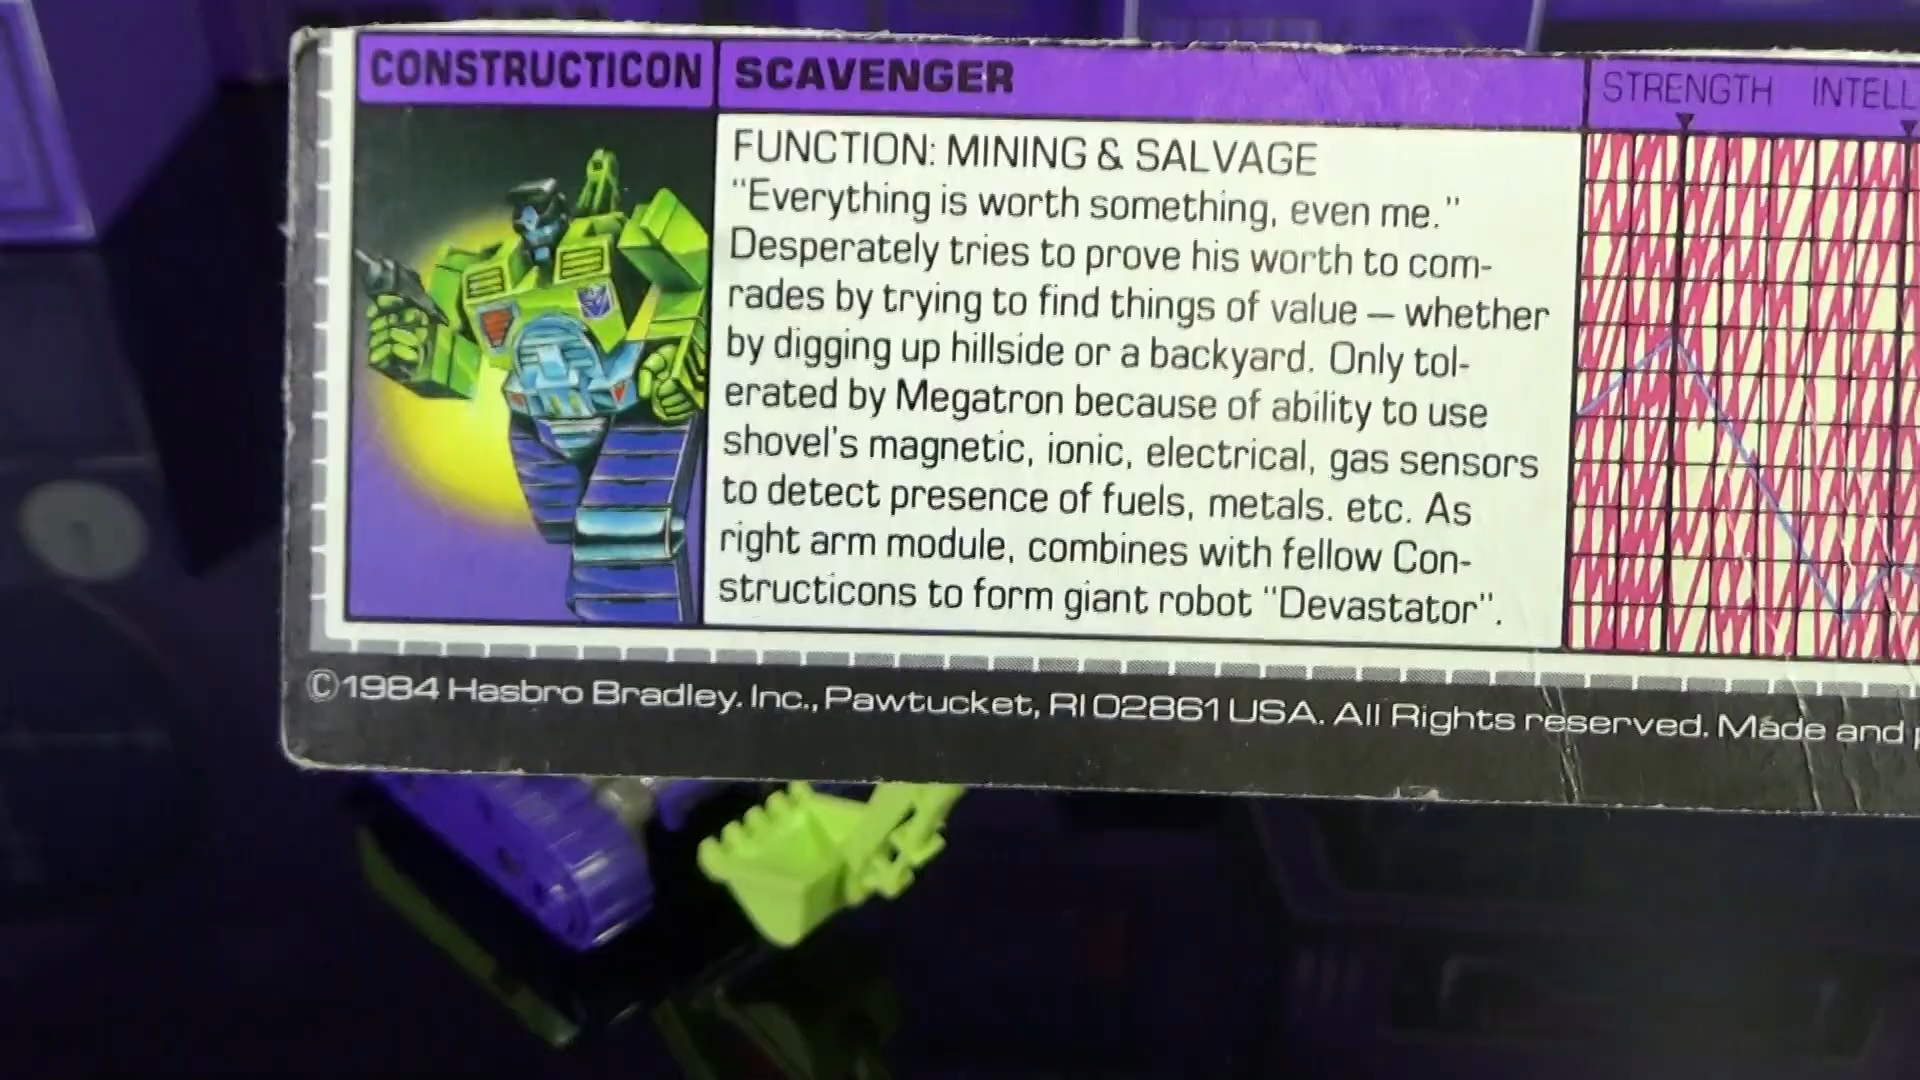 CONSTRUCTICON
SCAVENGER
STRENGTH INTELL
FUNCTION: MINING & SALVAGE
"Everything is worth something, even me."
Desperately tries to prove his worth to com-
rades by trying to find things of value — whether
by digging up hillside or a backyard. Only tol-
erated by Megatron because of ability to use
shovel's magnetic, ionic, electrical, gas sensors
to detect presence of fuels, metals. etc. As
right arm module, combines with fellow Con-
structicons to form giant robot "Devastator".
©1984 Hasbro Bradley. Inc., Pawtucket, RI 02861 USA. All Rights reserved. Made and